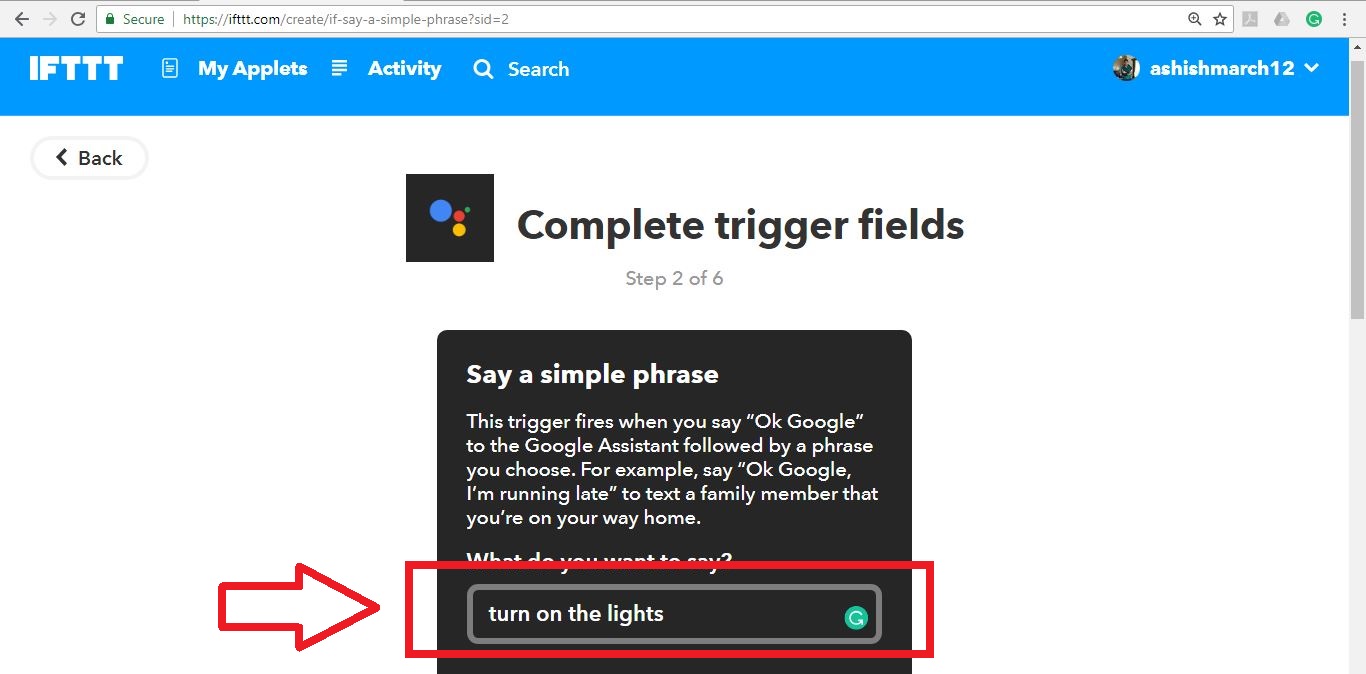 Secure https://ifttt.com/create/if-say-a-simple-phrase?sid=2
IFTTT My Applets Activity Search ashishmarch12
Back
Complete trigger fields
Step 2 of 6
Say a simple phrase
This trigger fires when you say “Ok Google”
to the Google Assistant followed by a phrase
you choose. For example, say “Ok Google,
I’m running late” to text a family member that
you’re on your way home.
What do you want to say?
turn on the lights